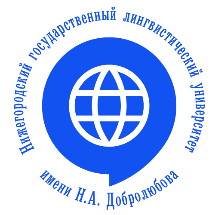 Нижегородский государственный лингвистический университет
имени Н.А. Добролюбова